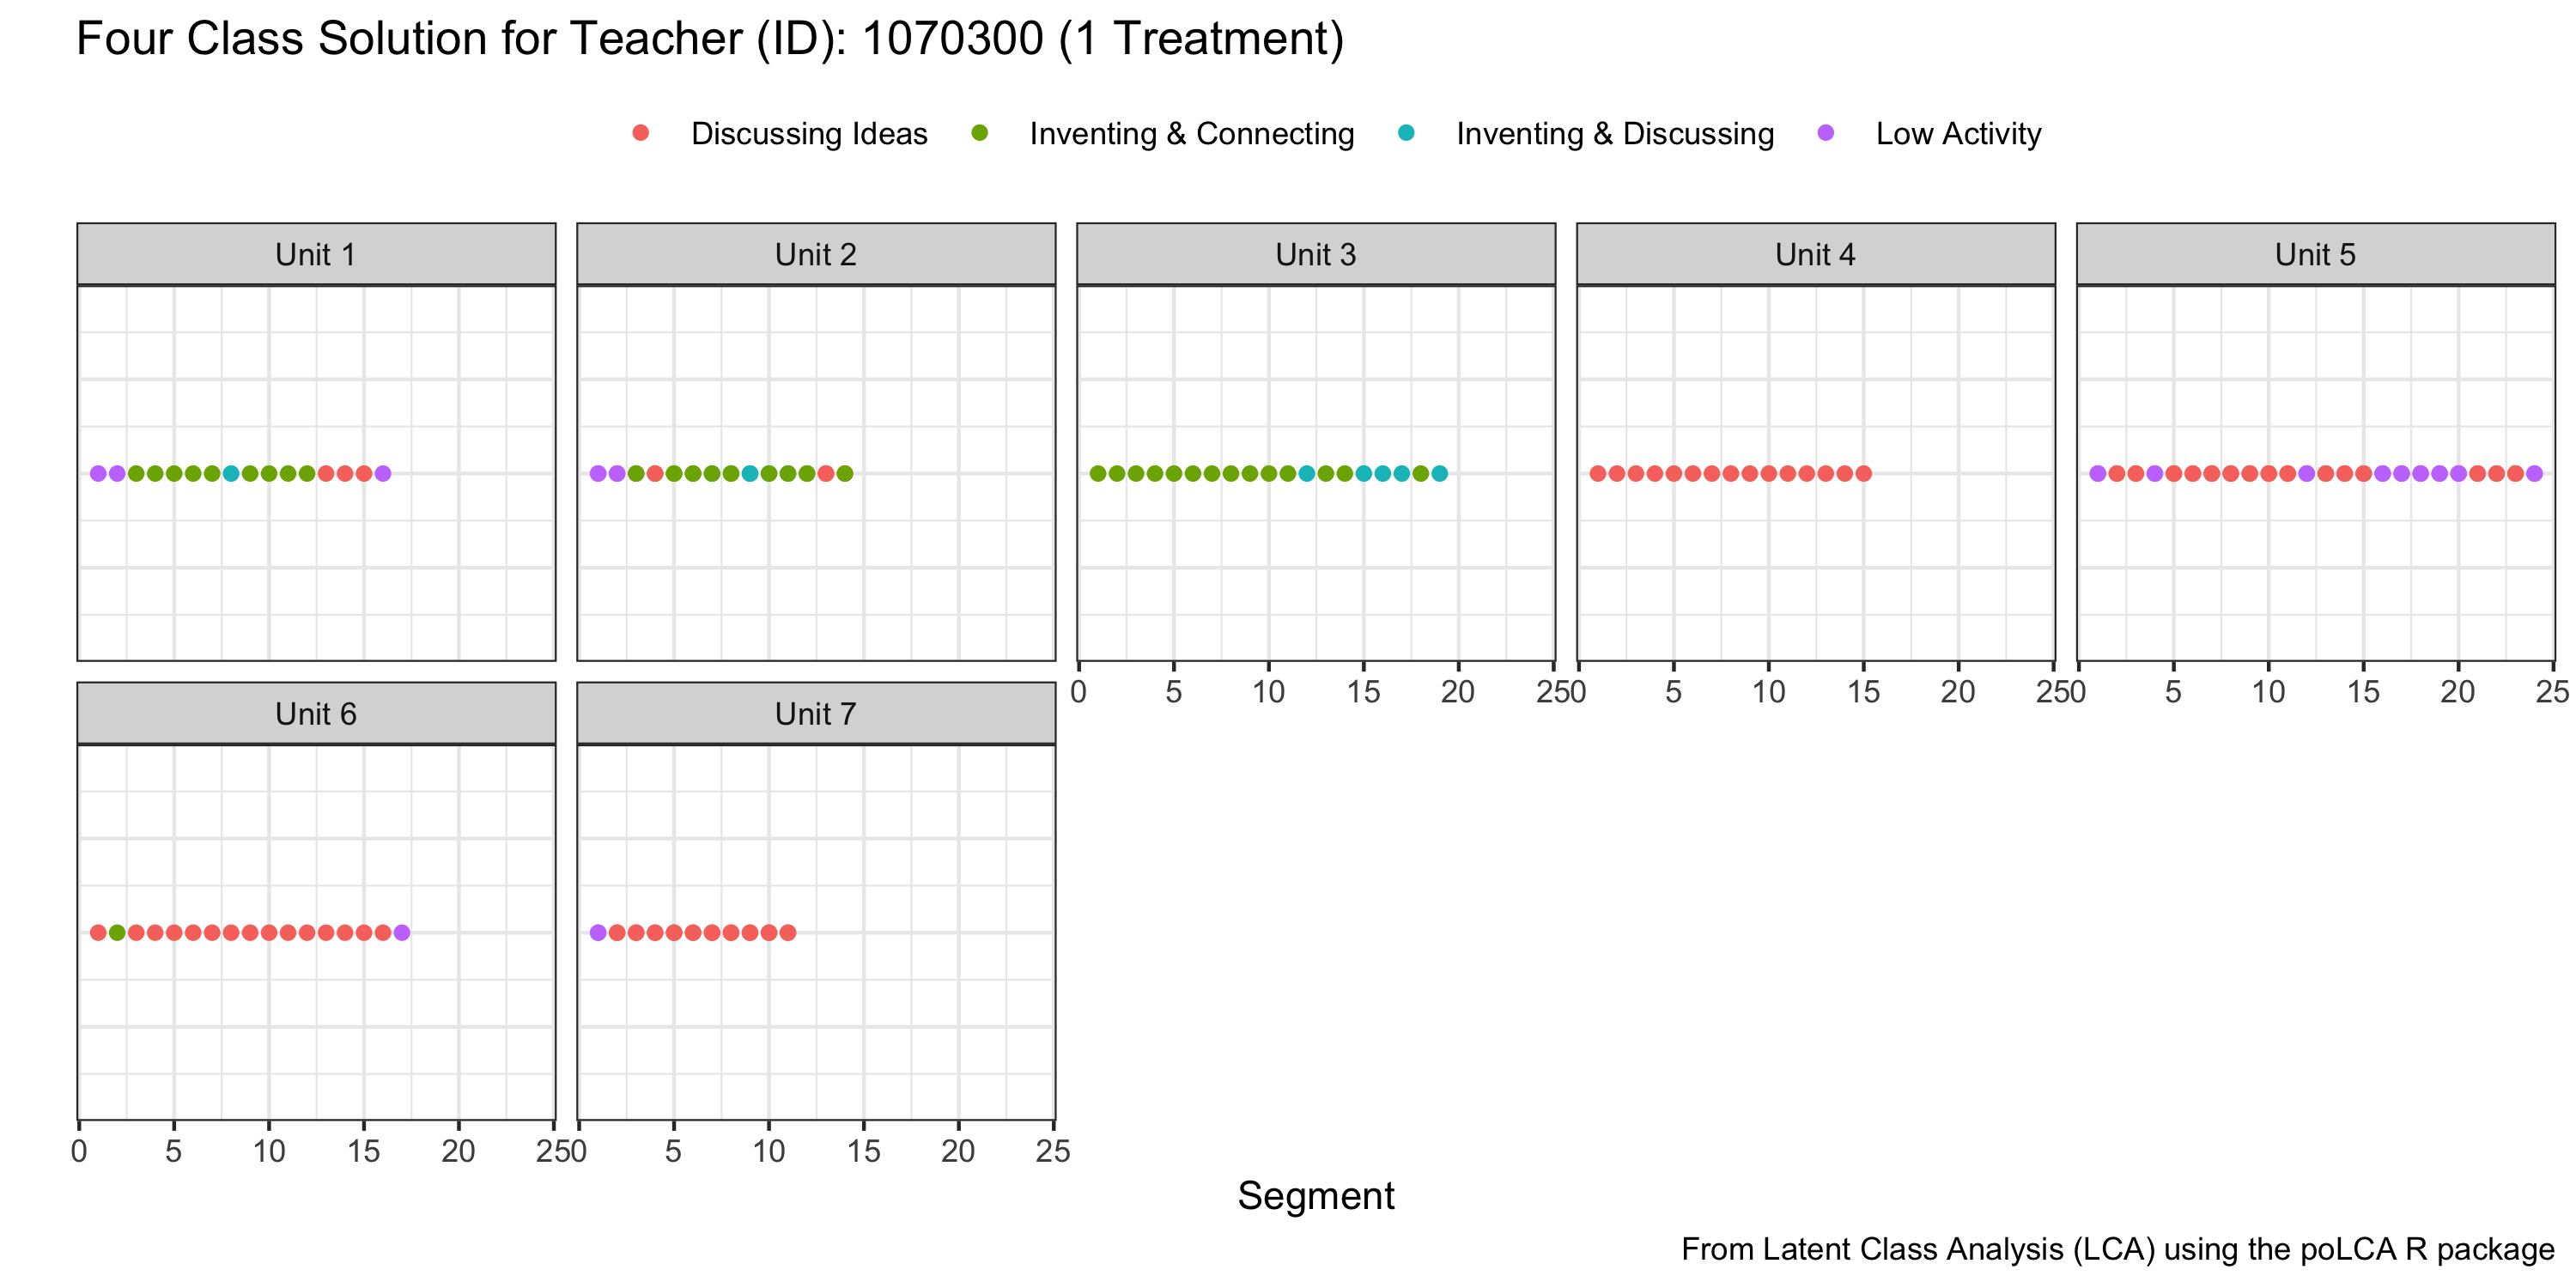 Four Class Solution for Teacher (ID): 1070300 (1 Treatment)
Discussing Ideas Inventing & Connecting Inventing & Discussing Low Activity
Unit 1 Unit 2 Unit 3 Unit 4 Unit 5
0 5 10 15 20 25 0 5 10 15 20 25 0 5 10 15 20 25
Unit 6 Unit 7
0 5 10 15 20 25 0 5 10 15 20 25
Segment
From Latent Class Analysis (LCA) using the poLCA R package